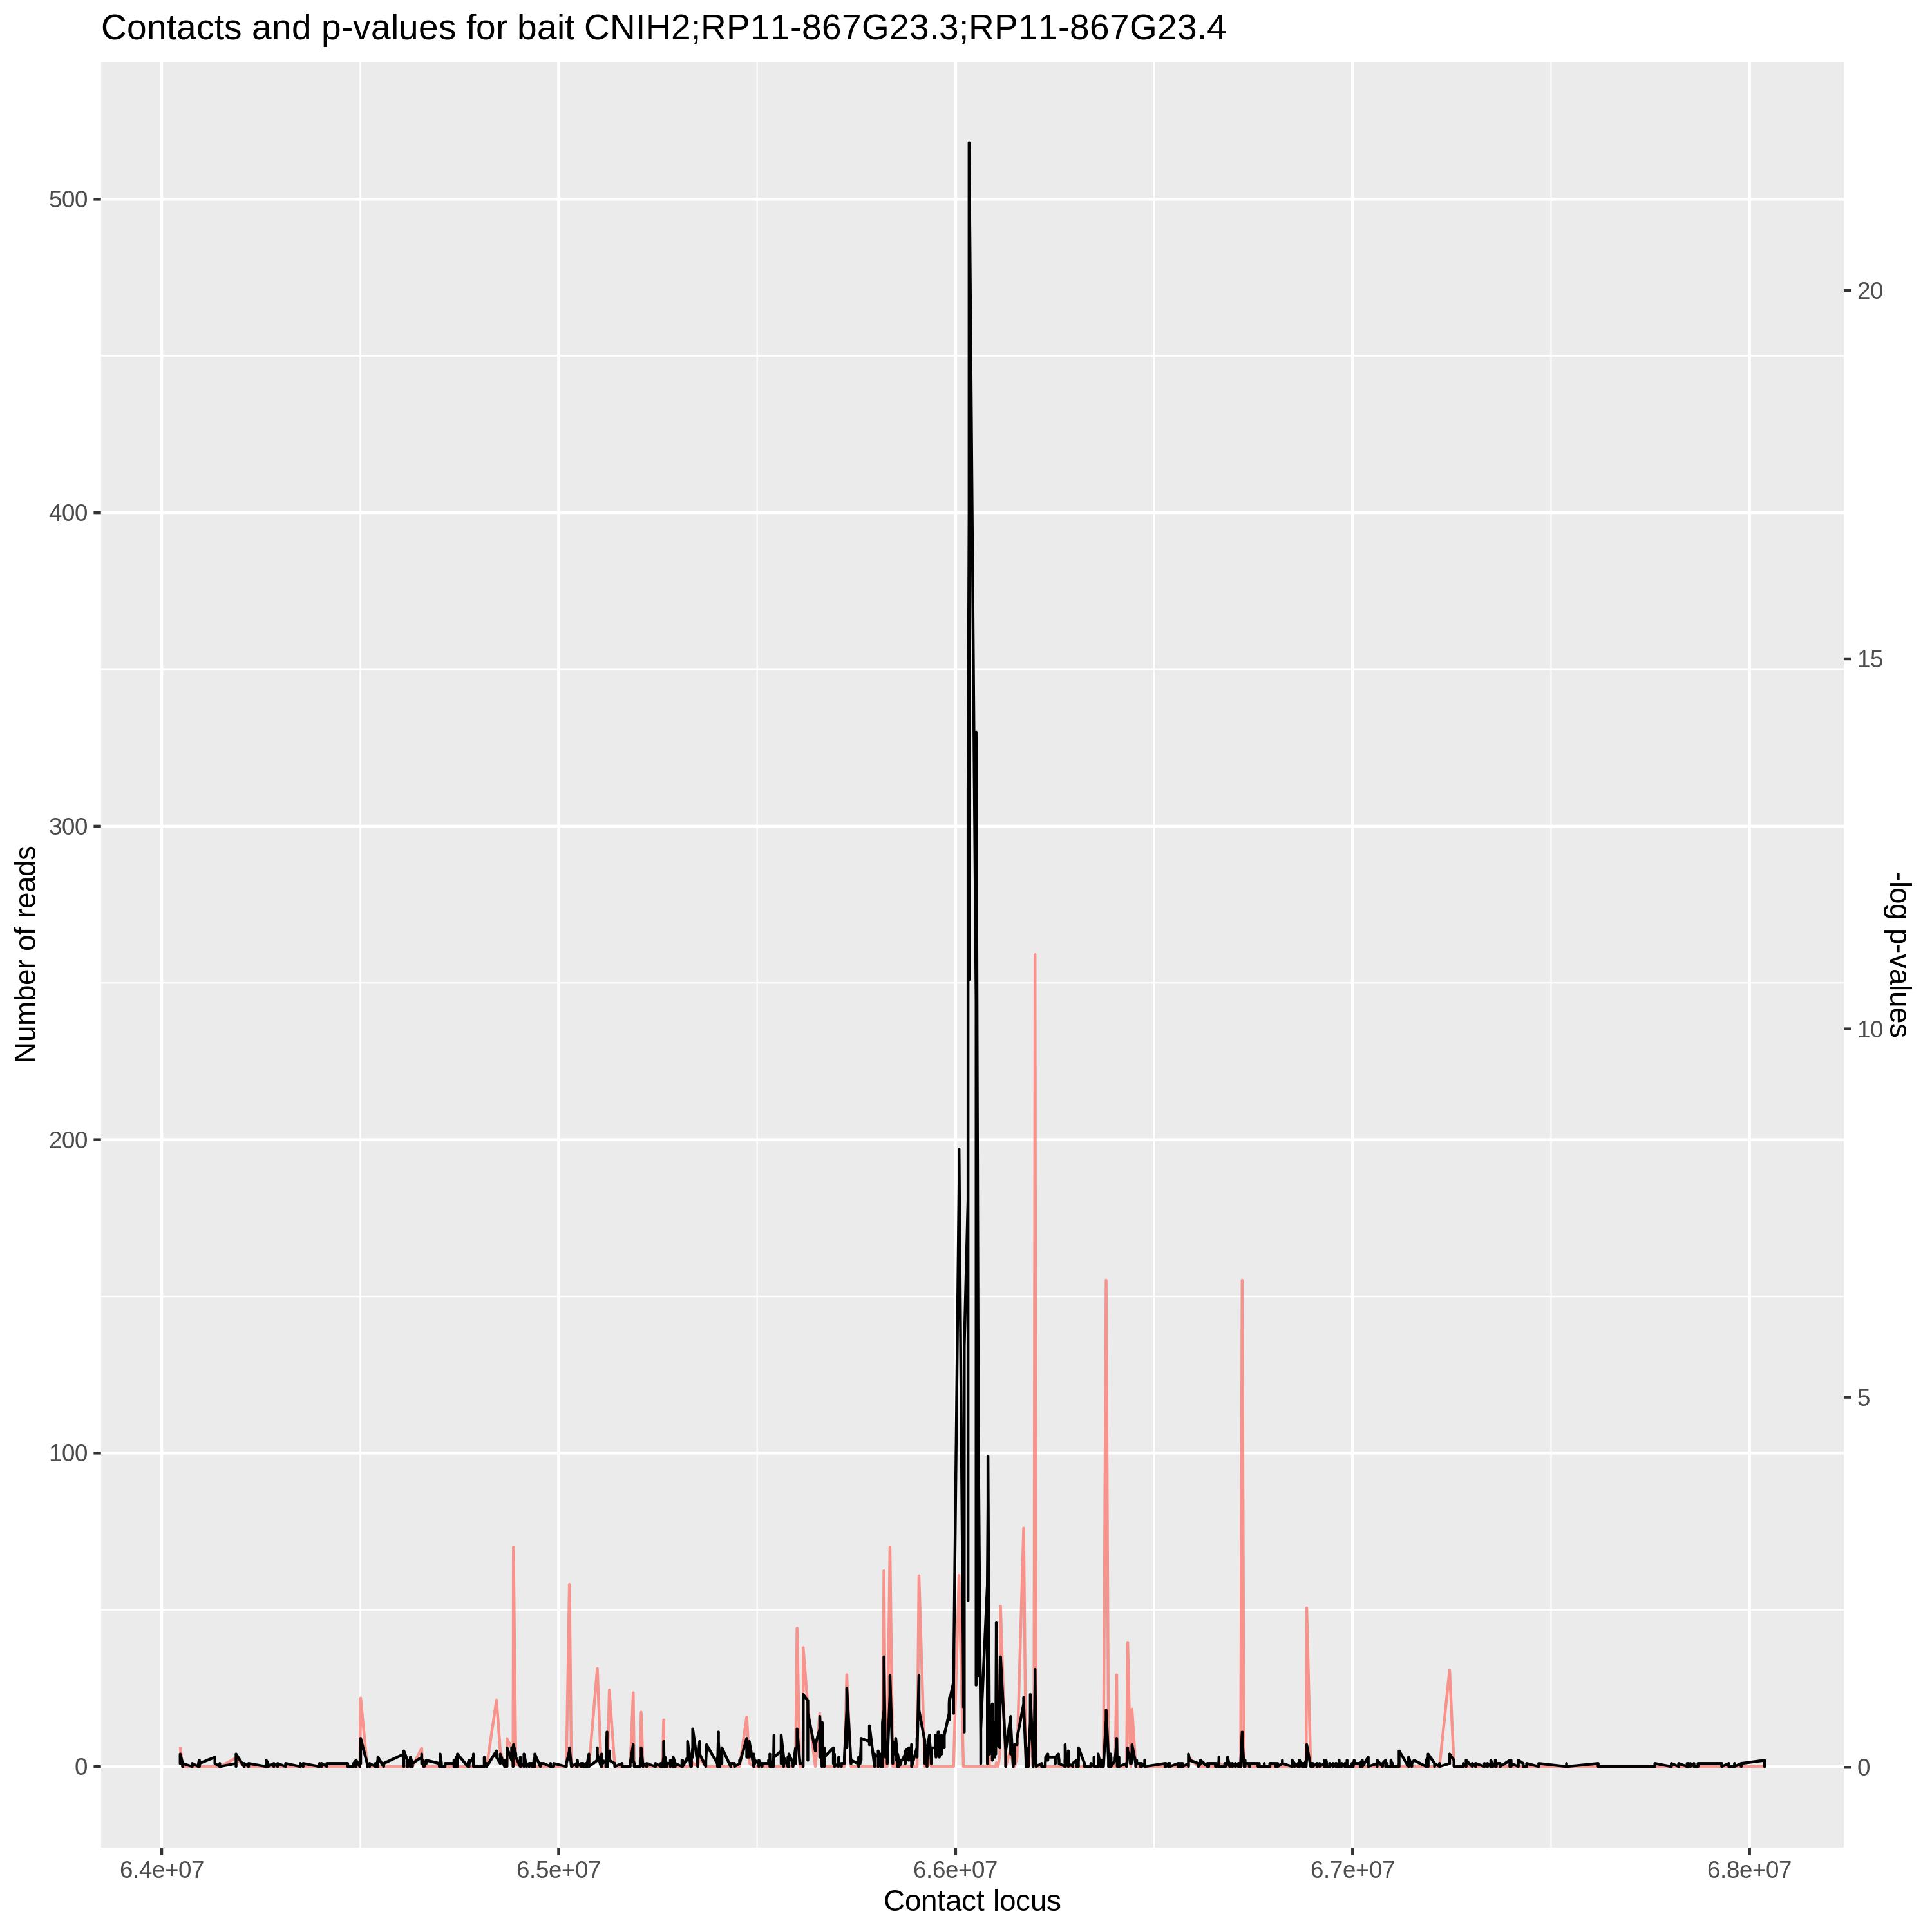 Contacts and p-values for bait CNIH2;RP11-867G23.3;RP11-867G23.4
500
400
300
200
100
0
Number of reads
20
15
10
5
0
-log p-values
6.4e+07
6.5e+07
6.6e+07
6.7e+07
6.8e+07
Contact locus